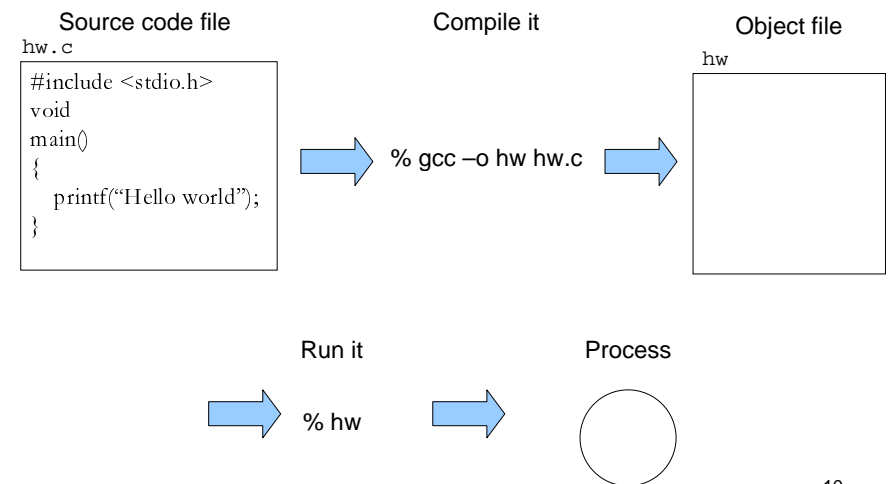 Source code file
hw.c
#include <stdio.h>
void
main()
{
printf(“Hello world”);
}
Compile it
% gcc –o hw hw.c
Object file
hw
Run it
% hw
Process